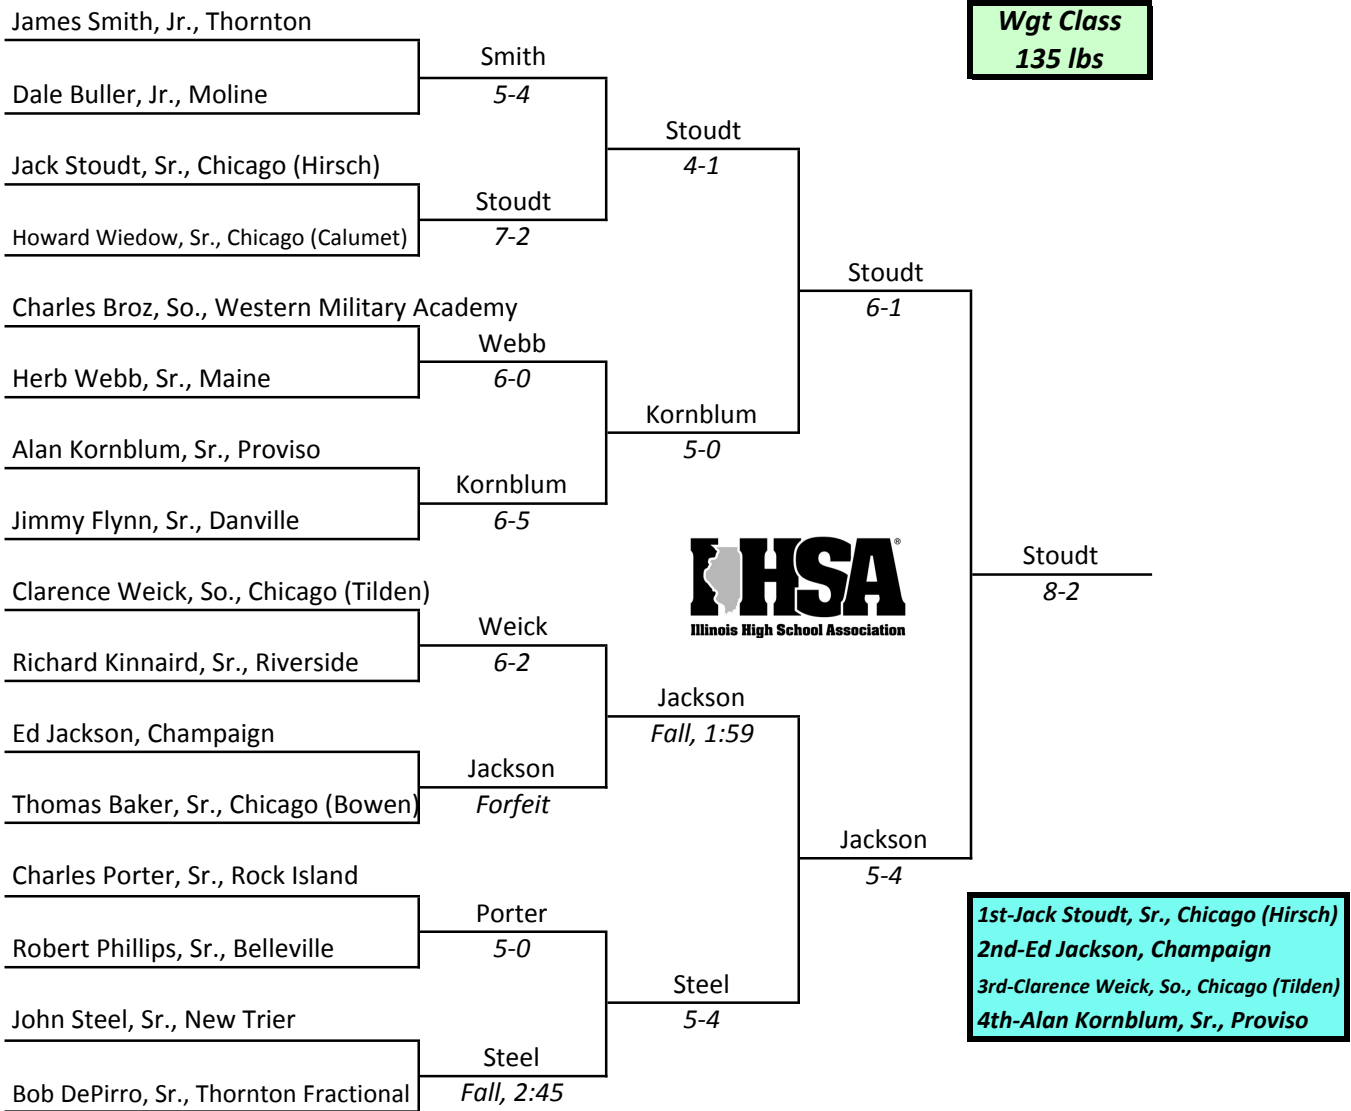 James Smith, Jr., Thornton
Wgt Class
135 lbs
Smith
5-4
Dale Buller, Jr., Moline
Stoudt
4-1
Jack Stoudt, Sr., Chicago (Hirsch)
Stoudt
7-2
Howard Wiedow, Sr., Chicago (Calumet)
Stoudt
6-1
Charles Broz, So., Western Military Academy
Webb
6-0
Herb Webb, Sr., Maine
Kornblum
5-0
Alan Kornblum, Sr., Proviso
Kornblum
6-5
Jimmy Flynn, Sr., Danville
IHSA®
Illinois High School Association
Stoudt
8-2
Clarence Weick, So., Chicago (Tilden)
Weick
6-2
Richard Kinnaird, Sr., Riverside
Jackson
Fall, 1:59
Ed Jackson, Champaign
Jackson
Forfeit
Thomas Baker, Sr., Chicago (Bowen)
Jackson
5-4
Charles Porter, Sr., Rock Island
Porter
5-0
Robert Phillips, Sr., Belleville
Steel
5-4
John Steel, Sr., New Trier
Steel
Fall, 2:45
Bob DePirro, Sr., Thornton Fractional
1st-Jack Stoudt, Sr., Chicago (Hirsch)
2nd-Ed Jackson, Champaign
3rd-Clarence Weick, So., Chicago (Tilden)
4th-Alan Kornblum, Sr., Proviso